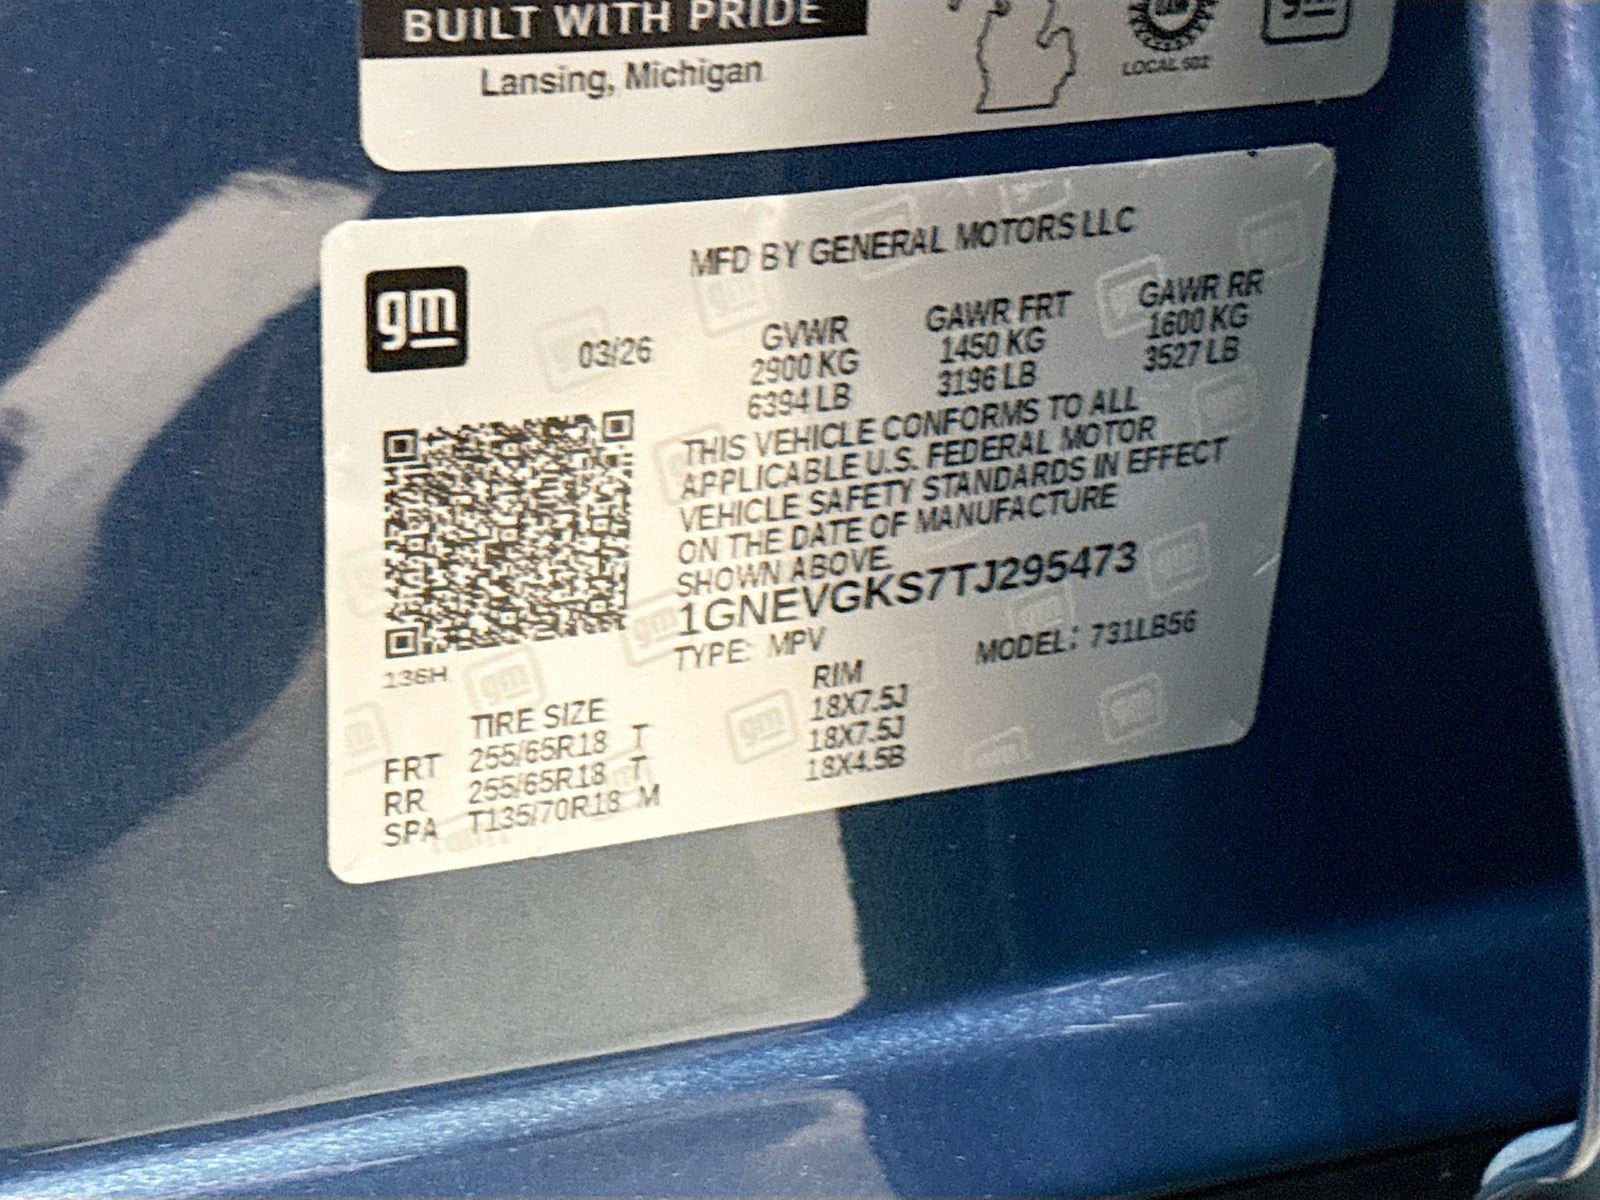 BUILT WITH PRIDE
Lansing, Michigan
LOCAL 602
gm
MFD BY GENERAL MOTORS LLC
gm
03/26
GVWR GAWR FRT GAWR RR
2900 KG 1450 KG 1600 KG
6394 LB 3196 LB 3527 LB
THIS VEHICLE CONFORMS TO ALL
APPLICABLE U.S. FEDERAL MOTOR
VEHICLE SAFETY STANDARDS IN EFFECT
ON THE DATE OF MANUFACTURE
SHOWN ABOVE.
1GNEVGKS7TJ295473
TYPE: MPV MODEL: 731LB56
136H
TIRE SIZE RIM
FRT 255/65R18 T 18X7.5J
RR 255/65R18 T 18X7.5J
SPA T135/70R18 M 18X4.5B